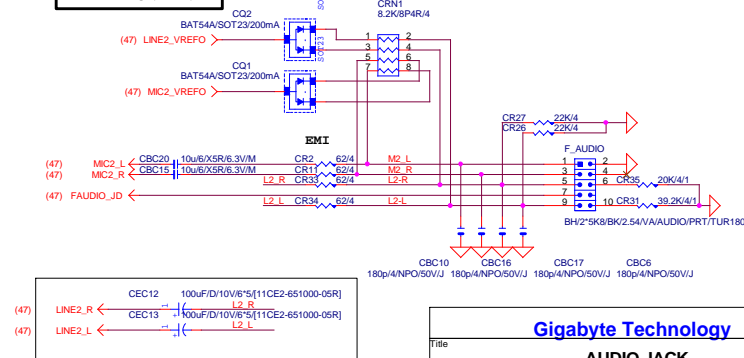 CRN1
8.2K/8P4R/4
CQ2
BAT54A/SOT23/200mA
SOT23
(47) LINE2_VREFO
1 2
3 4
5 6
7 8
CQ1
BAT54A/SOT23/200mA
(47) MIC2_VREFO
CR27 22K/4
CR26 22K/4
EMI
F_AUDIO
(47) MIC2_L CBC20 10u/6/X5R/6.3V/M CR2 62/4 M2_L 1 2
(47) MIC2_R CBC15 10u/6/X5R/6.3V/M CR11 62/4 M2_R 3 4
L2_R CR33 62/4 L2-R 5 6 CR35 20K/4/1
(47) FAUDIO_JD 7
L2_L CR34 62/4 L2-L 9 10 CR31 39.2K/4/1
BH/2*5K8/BK/2.54/VA/AUDIO/PRT/TUR180
CBC10 CBC16 CBC17 CBC6
180p/4/NPO/50V/J 180p/4/NPO/50V/J 180p/4/NPO/50V/J 180p/4/NPO/50V/J
CEC12 100uF/D/10V/6*5/[11CE2-651000-05R]
(47) LINE2_R 1 + L2_R
CEC13 100uF/D/10V/6*5/[11CE2-651000-05R]
(47) LINE2_L 1 + L2_L
Gigabyte Technology
Title
AUDIO JACK